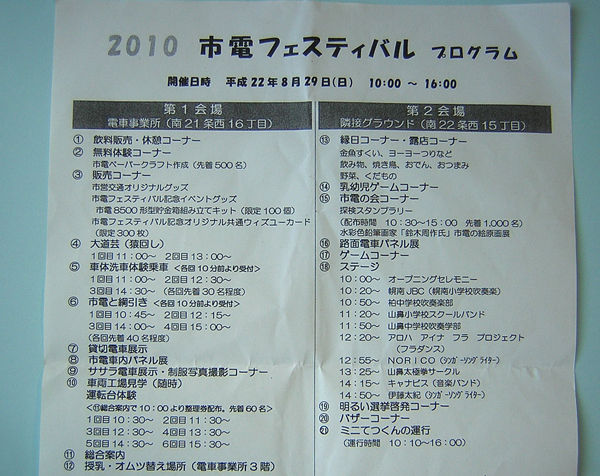 2010 市電フェスティバル プログラム
開催日時 平成22年8月29日(日) 10:00 ～ 16:00
第1会場
電車事業所（南21条西16丁目）
① 飲料販売・休憩コーナー
② 無料体験コーナー
市電ペーパークラフト作成（先着500名）
③ 販売コーナー
市営交通オリジナルグッズ
市電フェスティバル記念イベントグッズ
市電8500形型貯金箱組み立てキット（限定100個）
市電フェスティバル記念オリジナル共通ウィズユーカード
（限定300枚）
④ 大道芸（猿回し）
1回目11:00～ 2回目13:00～
⑤ 車体洗車体験乗車 <各回10分前より受付>
1回目11:00～ 2回目12:30～
3回目14:30～ （各回先着30名程度）
⑥ 市電と綱引き <各回10分前より受付>
1回目10:45～ 2回目12:15～
3回目14:00～ 4回目15:00～
（各回先着40名程度）
⑦ 貸切電車展示
⑧ 市電車内パネル展
⑨ ササラ電車展示・制服写真撮影コーナー
⑩ 車両工場見学（随時）
運転台体験
<⑪総合案内で10:00より整理券配布。先着60名>
1回目10:30～ 2回目11:30～
3回目12:30～ 4回目13:30～
5回目14:30～ 6回目15:30～
⑪ 総合案内
⑫ 授乳・オムツ替え場所（電車事業所3階）
第2会場
隣接グラウンド（南22条西15丁目）
⑬ 縁日コーナー・露店コーナー
金魚すくい、ヨーヨーつりなど
飲み物、焼き鳥、おでん、おつまみ
野菜、くだもの
⑭ 乳幼児ゲームコーナー
⑮ 市電の会コーナー
探検スタンプラリー
（配布時間 10:30～15:00 先着1,000名）
水彩色鉛筆画家「鈴木周作氏」市電の絵原画展
⑯ 路面電車パネル展
⑰ ゲームコーナー
⑱ ステージ
10:00～ オープニングセレモニー
10:20～ 幌南JBC（幌南小学校吹奏楽）
10:50～ 柏中学校吹奏楽部
11:20～ 山鼻小学校スクールバンド
11:50～ 山鼻中学校吹奏楽部
12:20～ アロハ アイナ フラ プロジェクト
（フラダンス）
12:55～ NORICO（シンガーソングライター）
13:25～ 山鼻太極拳サークル
14:15～ キャナビス（音楽バンド）
14:50～ 伊藤太紀（シンガーソングライター）
⑲ 明るい選挙啓発コーナー
⑳ バザーコーナー
㉑ ミニてつくんの運行
（運行時間 10:10～16:00）